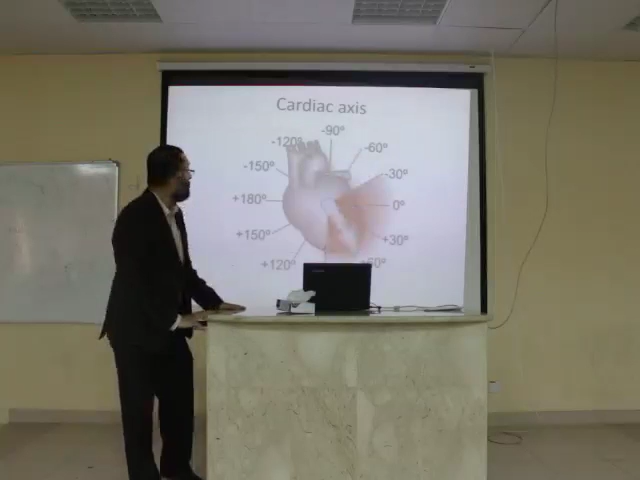 Cardiac axis
-90º
-120º
-60º
-150º
-30º
+180º
0º
+150º
+30º
+120º